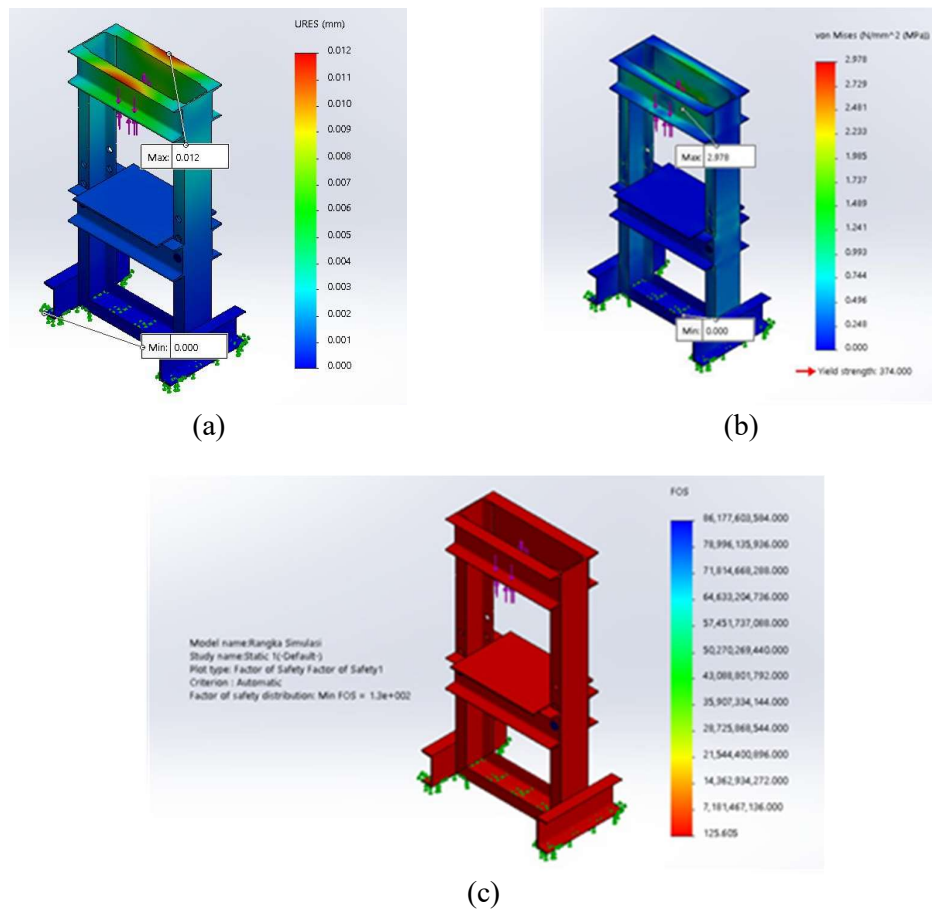 URES (mm)
0.012
0.011
0.010
0.009
0.008
0.007
0.006
0.005
0.004
0.003
0.002
0.001
0.000
Max: 0.012
Min: 0.000
(a)
von Mises (N/mm^2 (MPa))
2.978
2.729
2.481
2.233
1.985
1.737
1.489
1.241
0.993
0.744
0.496
0.248
0.000
Yield strength: 374.000
Max: 2.978
Min: 0.000
(b)
FOS
86,177,603,584.000
78,996,135,936.000
71,814,668,288.000
64,633,204,736.000
57,451,737,088.000
50,270,269,440.000
43,088,801,792.000
35,907,334,144.000
28,725,868,544.000
21,544,400,896.000
14,362,934,272.000
7,181,467,136.000
125.605
Model name:Rangka Simulasi
Study name:Static 1(-Default-)
Plot type: Factor of Safety Factor of Safety1
Criterion : Automatic
Factor of safety distribution: Min FOS = 1.3e+002
(c)